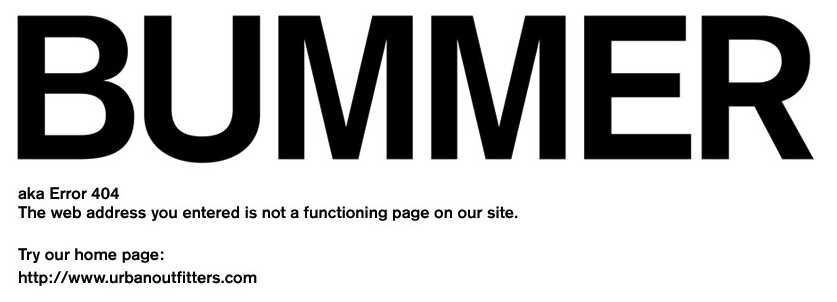 BUMMER
aka Error 404
The web address you entered is not a functioning page on our site.
Try our home page:
http://www.urbanoutfitters.com